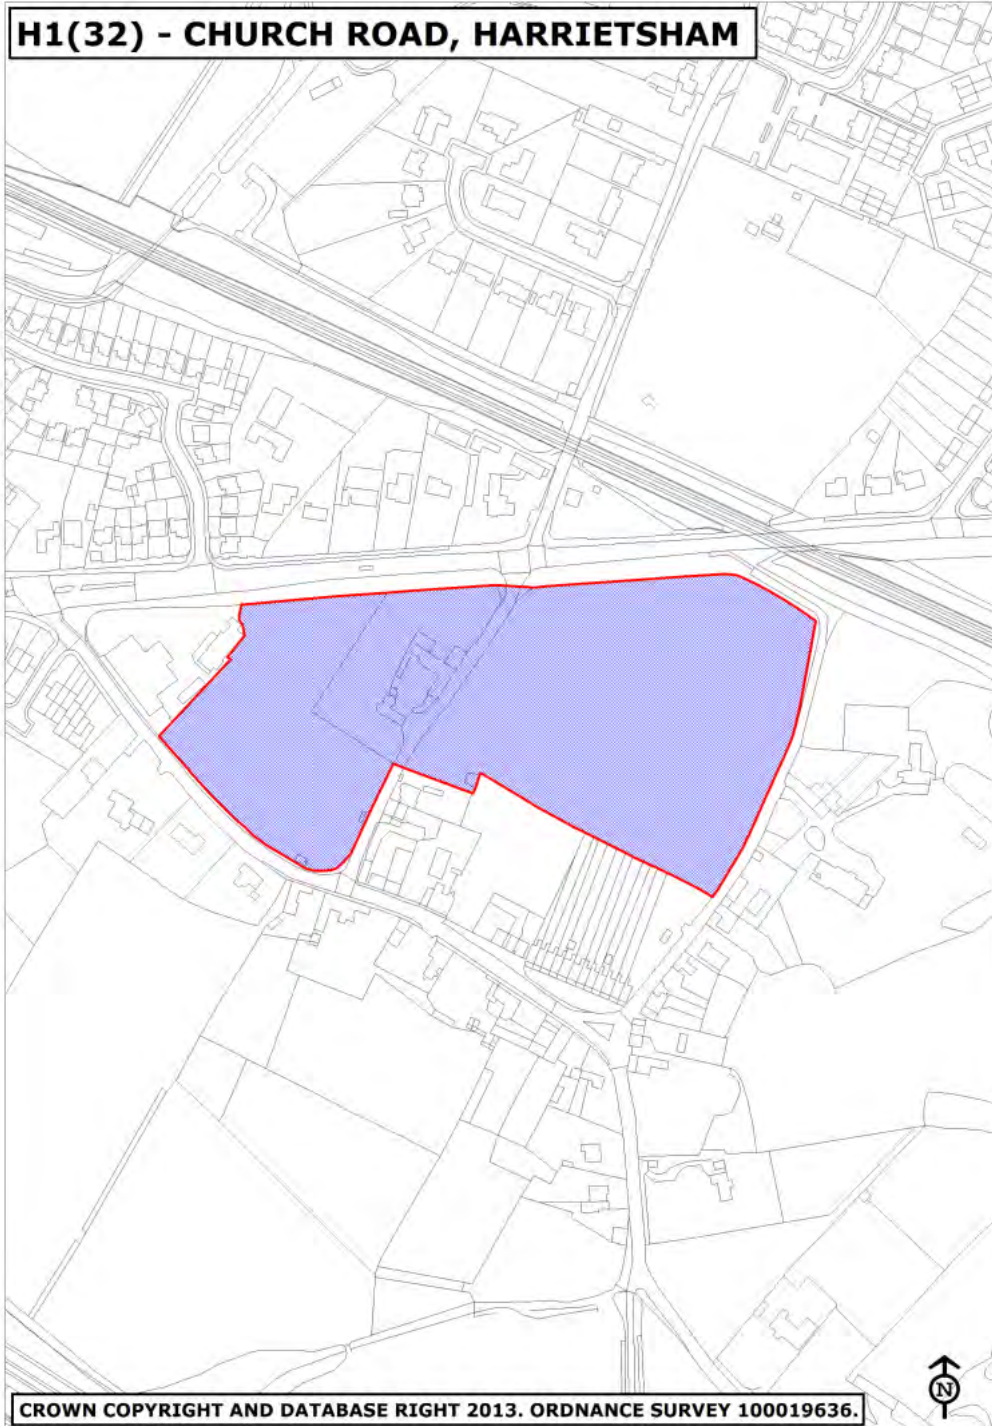 H1(32) - CHURCH ROAD, HARRIETSHAM
N
CROWN COPYRIGHT AND DATABASE RIGHT 2013. ORDNANCE SURVEY 100019636.